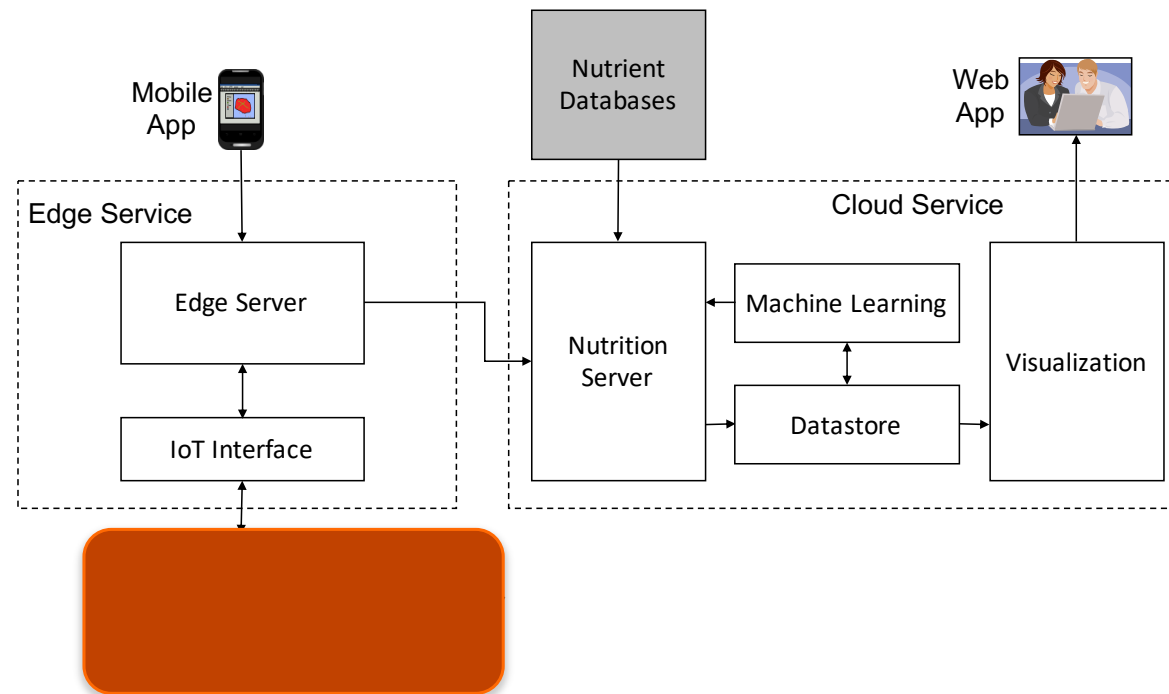 Mobile
App
Nutrient
Databases
Web
App
Edge Service
Cloud Service
Edge Server
IoT Interface
Nutrition
Server
Machine Learning
Datastore
Visualization